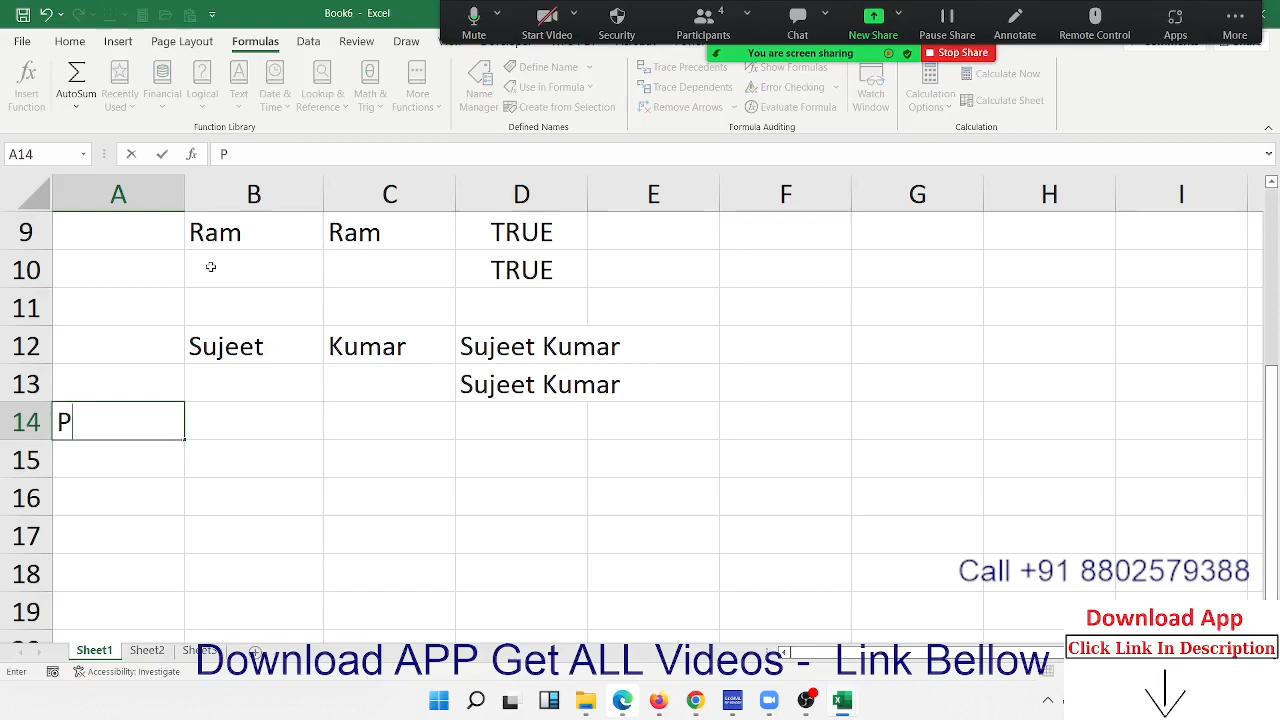 Book6 - Excel
Mute
Start Video
Security
Participants
4
Chat
New Share
Pause Share
Annotate
Remote Control
Apps
More
You are screen sharing
Stop Share
File
Home
Insert
Page Layout
Formulas
Data
Review
Insert Function
AutoSum
Recently Used
Financial
Logical
Text
Date & Time
Lookup & Reference
Math & Trig
More Functions
Function Library
Name Manager
Define Name
Use in Formula
Create from Selection
Defined Names
Trace Precedents
Trace Dependents
Remove Arrows
Show Formulas
Error Checking
Evaluate Formula
Formula Auditing
Watch Window
Calculation Options
Calculate Now
Calculate Sheet
Calculation
A14
fx
P
A B C D E F G H I
9 Ram Ram TRUE
10 TRUE
11
12 Sujeet Kumar Sujeet Kumar
13 Sujeet Kumar
14 P
15
16
17
18
19
Call +91 8802579388
Download App
Click Link In Description
Sheet1 Sheet2
Download APP Get ALL Videos - Link Bellow
Enter
Accessibility: Investigate